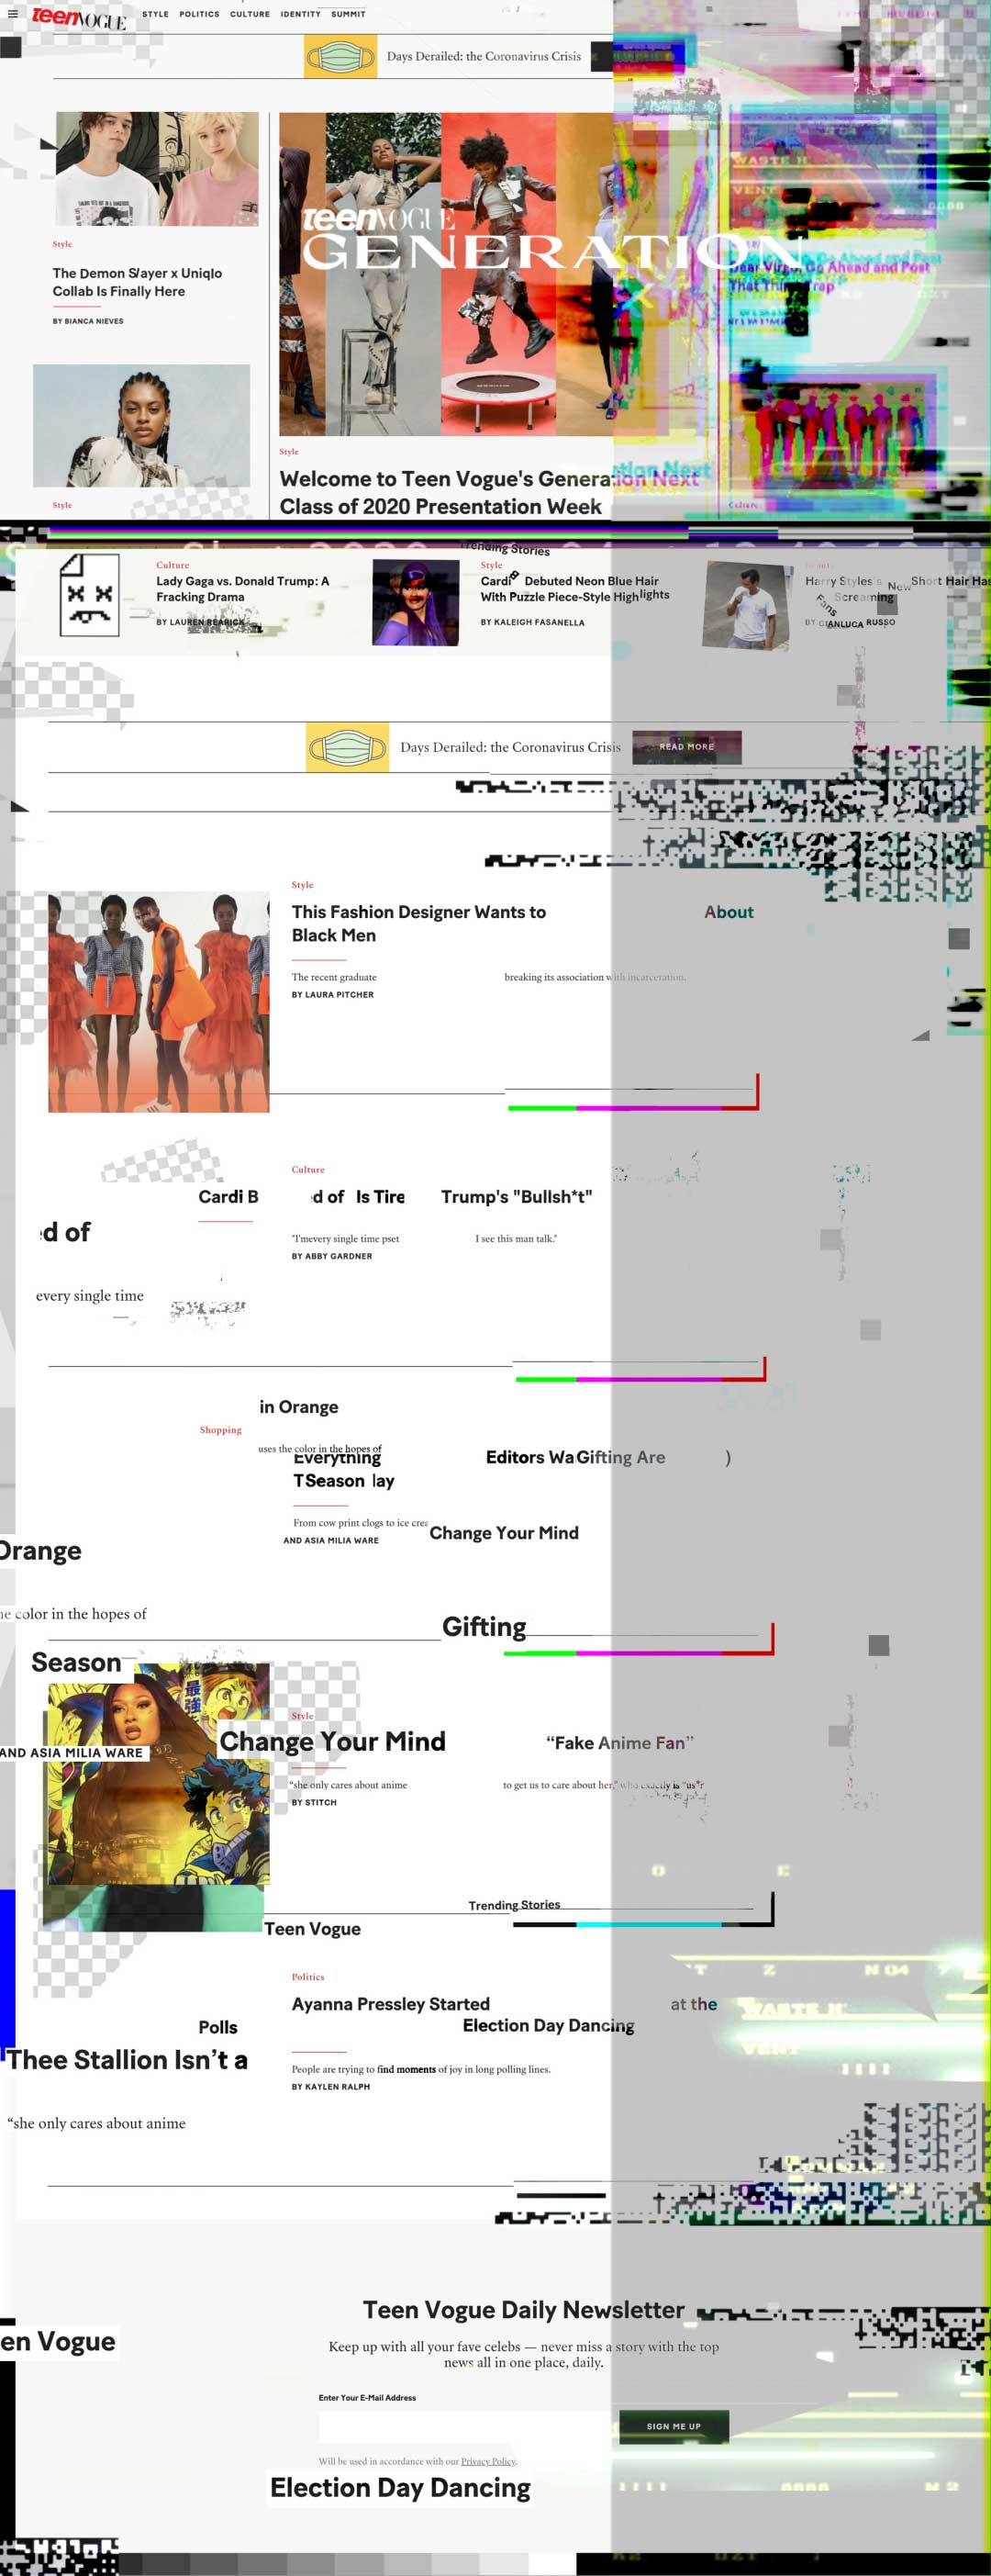 teenVOGUE STYLE POLITICS CULTURE IDENTITY SUMMIT
Days Derailed: the Coronavirus Crisis
Style
The Demon Slayer x Uniqlo
Collab Is Finally Here
BY BIANCA NIEVES
teenVOGUE
GENERATION
WASTE H
VENT
Go Ahead and Post
Style
Style
Welcome to Teen Vogue's Generation Next
Class of 2020 Presentation Week
Trending Stories
Culture
Lady Gaga vs. Donald Trump: A
Fracking Drama
BY LAUREN REARICK
Style
Cardi B Debuted Neon Blue Hair
With Puzzle Piece-Style Highlights
BY KALEIGH FASANELLA
Harry Styles's New Short Hair Has
Fans Screaming
BY GIANLUCA RUSSO
Days Derailed: the Coronavirus Crisis
READ MORE
Style
This Fashion Designer Wants to About
Black Men
The recent graduate breaking its association with incarceration.
BY LAURA PITCHER
Culture
Cardi B d of Is Tire Trump's "Bullsh*t"
d of
"I'mevery single time pset I see this man talk."
BY ABBY GARDNER
every single time
in Orange
Shopping
uses the color in the hopes of
Everything Editors Wa Gifting Are )
TSeason lay
From cow print clogs to ice crea
Change Your Mind
AND ASIA MILIA WARE
Orange
color in the hopes of
Gifting
Season
最強
Style
Change Your Mind “Fake Anime Fan”
AND ASIA MILIA WARE
“she only cares about anime to get us to care about her,”
BY STITCH
Trending Stories
Teen Vogue
Politics
N 04
Ayanna Pressley Started at the
WASTE H
Polls
Election Day Dancing
VENT
Thee Stallion Isn’t a
People are trying to find moments of joy in long polling lines.
BY KAYLEN RALPH
“she only cares about anime
Teen Vogue Daily Newsletter
en Vogue
Keep up with all your fave celebs — never miss a story with the top
news all in one place, daily.
Enter Your E-Mail Address
SIGN ME UP
Will be used in accordance with our Privacy Policy.
Election Day Dancing